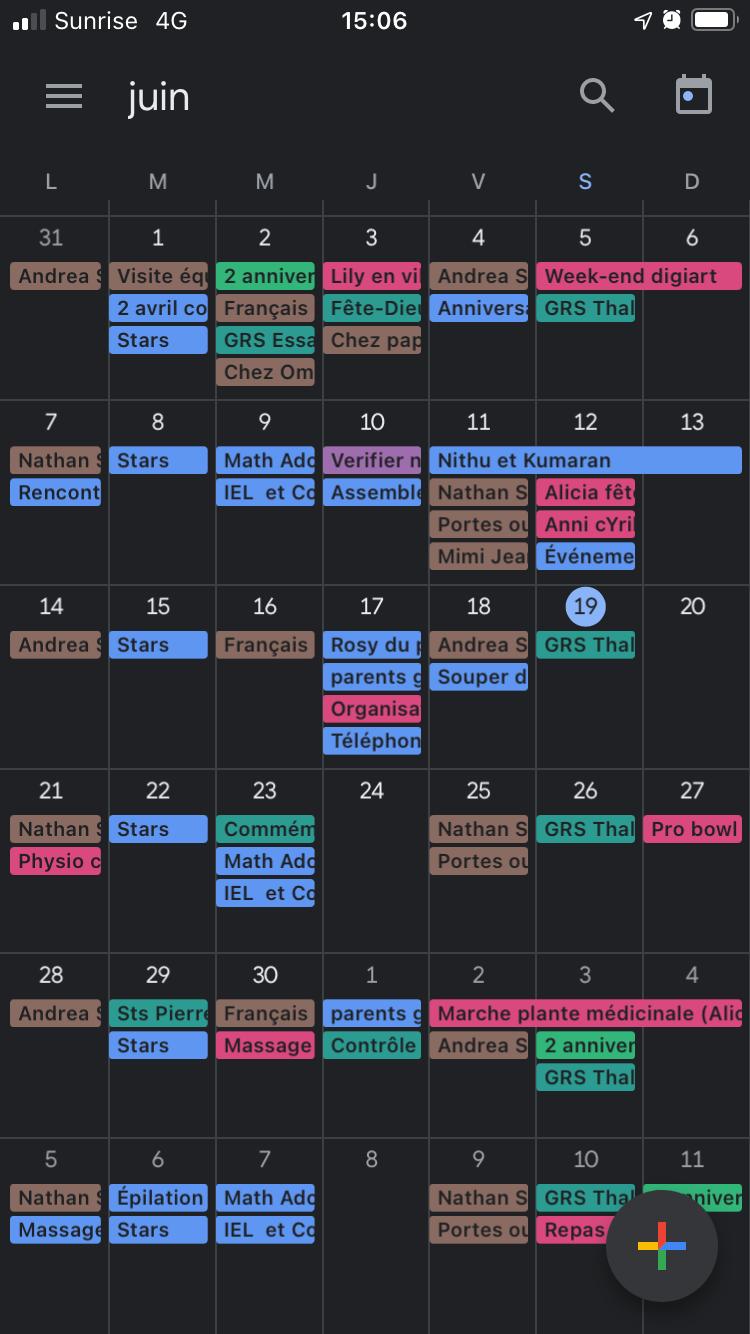 Sunrise 4G 15:06
juin
L M M J V S D
31 1 2 3 4 5 6
Andrea S Visite équ 2 anniver Lily en vi Andrea S Week-end digiart
2 avril co Français Fête-Dieu Annivers GRS Thal
Stars GRS Essa Chez pap
Chez Om
7 8 9 10 11 12 13
Nathan S Stars Math Ado Verifier n Nithu et Kumaran
Rencont IEL et Co Assemble Nathan S Alicia fête
Portes ou Anni cYril
Mimi Jea Événeme
14 15 16 17 18 19 20
Andrea S Stars Français Rosy du p Andrea S GRS Thal
parents g Souper d
Organisa
Téléphon
21 22 23 24 25 26 27
Nathan S Stars Commém Nathan S GRS Thal Pro bowl
Physio c Math Ado Portes ou
IEL et Co
28 29 30 1 2 3 4
Andrea S Sts Pierre Français parents g Marche plante médicinale (Alic
Stars Massage Contrôle Andrea S 2 anniver
GRS Thal
5 6 7 8 9 10 11
Nathan S Épilation Math Ado Nathan S GRS Thal nniver
Massage Stars IEL et Co Portes ou Repas